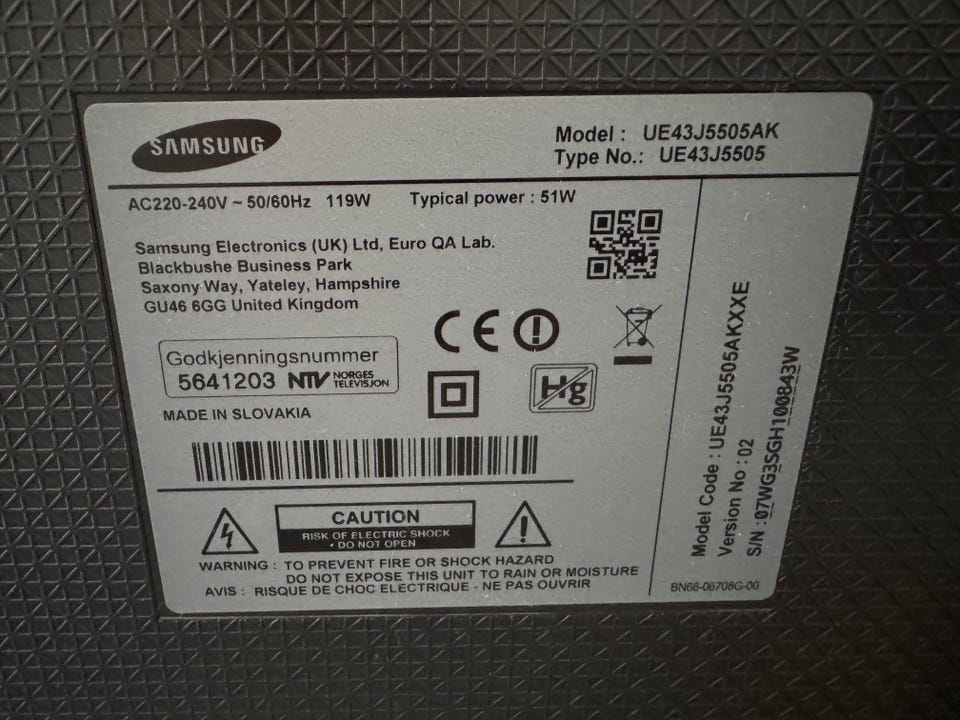 SAMSUNG
Model : UE43J5505AK
Type No.: UE43J5505
AC220-240V ~ 50/60Hz 119W Typical power : 51W
Samsung Electronics (UK) Ltd, Euro QA Lab.
Blackbushe Business Park
Saxony Way, Yateley, Hampshire
GU46 6GG United Kingdom
CE
Godkjenningsnummer
5641203 NTV NORGES
TELEVISJON
Hg
MADE IN SLOVAKIA
CAUTION
RISK OF ELECTRIC SHOCK
· DO NOT OPEN
WARNING : TO PREVENT FIRE OR SHOCK HAZARD
DO NOT EXPOSE THIS UNIT TO RAIN OR MOISTURE
AVIS : RISQUE DE CHOC ELECTRIQUE - NE PAS OUVRIR
Model Code : UE43J5505AKXXE
Version No : 02
S/N : 07WG3SGH100843W
BN68-06708G-00